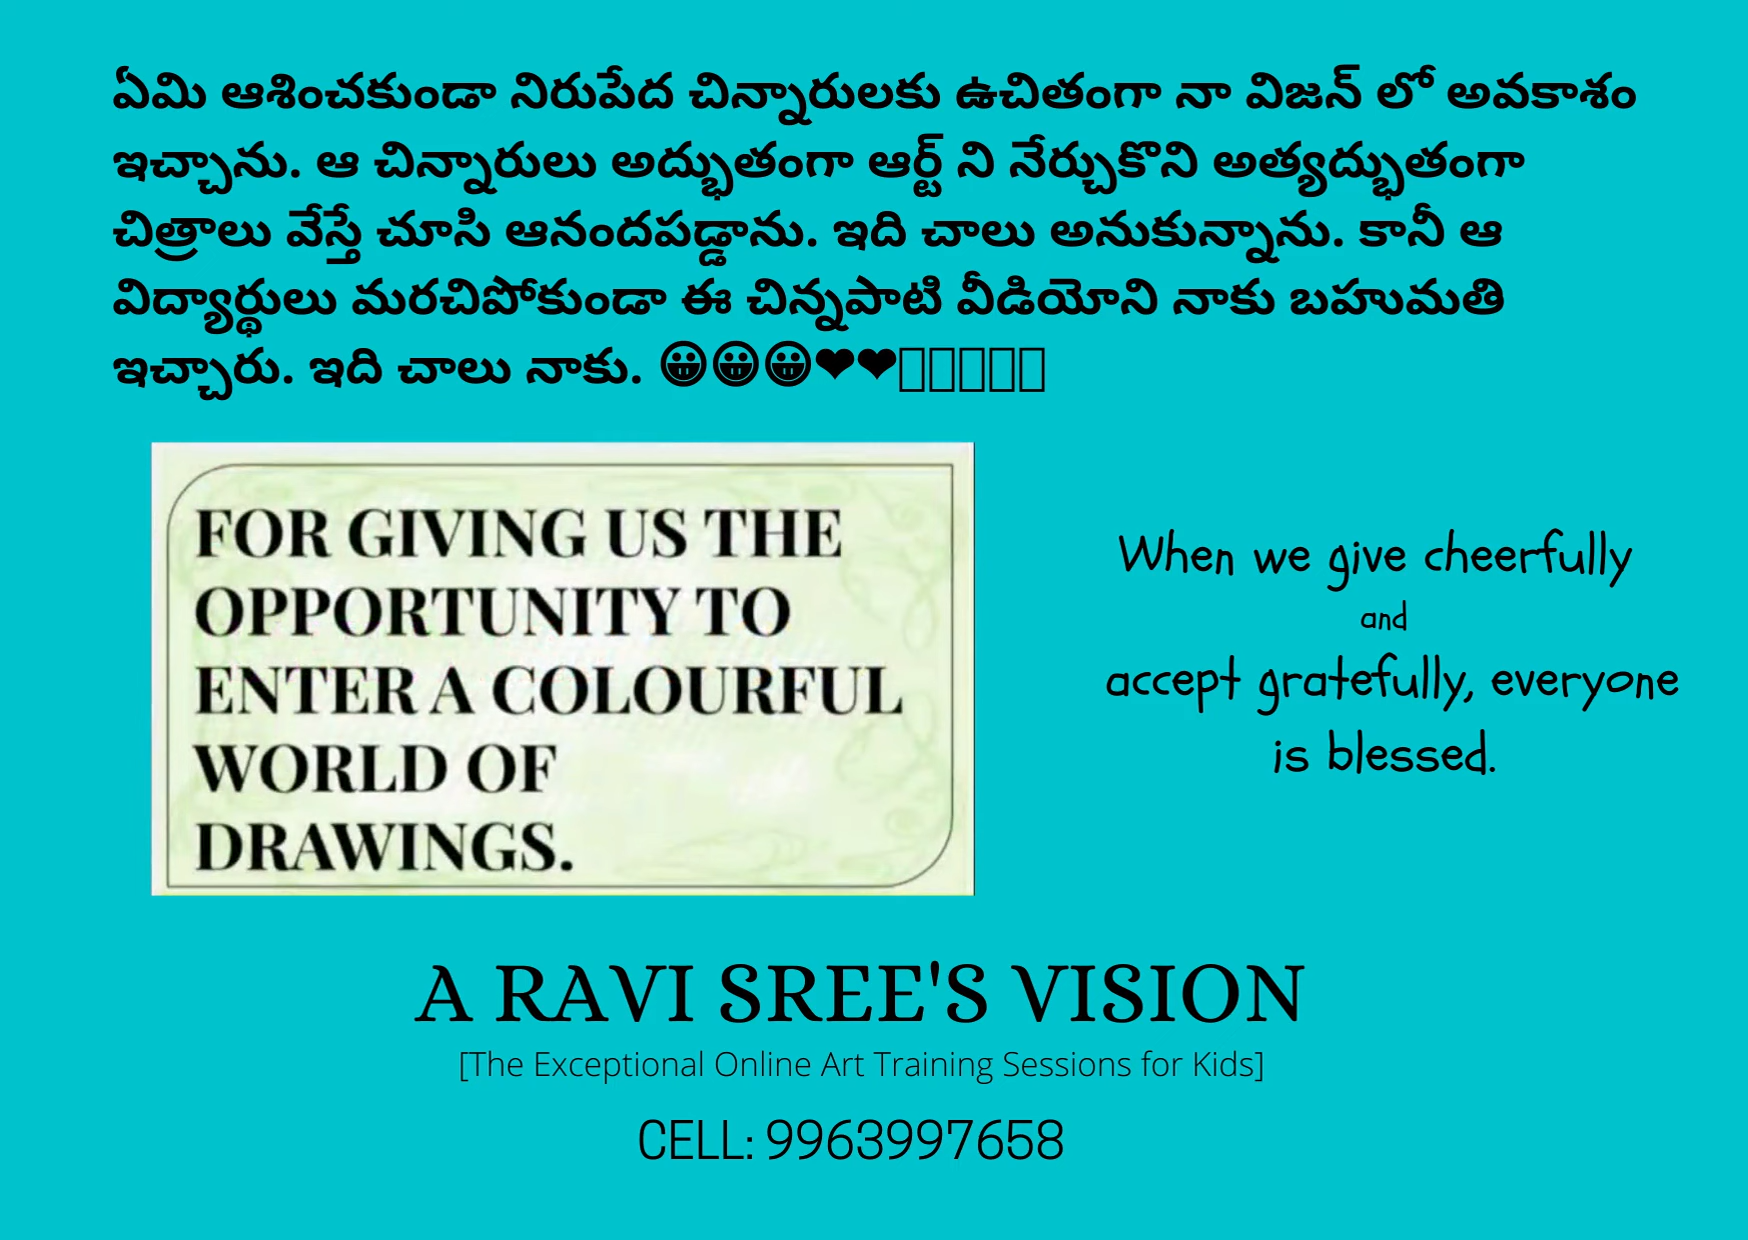 ఏమి ఆశించకుండా నిరుపేద చిన్నారులకు ఉచితంగా నా విజన్ లో అవకాశం
ఇచ్చాను. ఆ చిన్నారులు అద్భుతంగా ఆర్ట్ ని నేర్చుకొని అత్యద్భుతంగా
చిత్రాలు వేస్తే చూసి ఆనందపడ్డాను. ఇది చాలు అనుకున్నాను. కానీ ఆ
విద్యార్థులు మరచిపోకుండా ఈ చిన్నపాటి వీడియోని నాకు బహుమతి
ఇచ్చారు. ఇది చాలు నాకు. 😀😀😀❤❤
FOR GIVING US THE
OPPORTUNITY TO
ENTER A COLOURFUL
WORLD OF
DRAWINGS.
When we give cheerfully
and
accept gratefully, everyone
is blessed.
A RAVI SREE'S VISION
[The Exceptional Online Art Training Sessions for Kids]
CELL: 9963997658